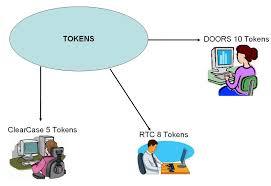 TOKENS
DOORS 10 Tokens
ClearCase 5 Tokens
RTC 8 Tokens